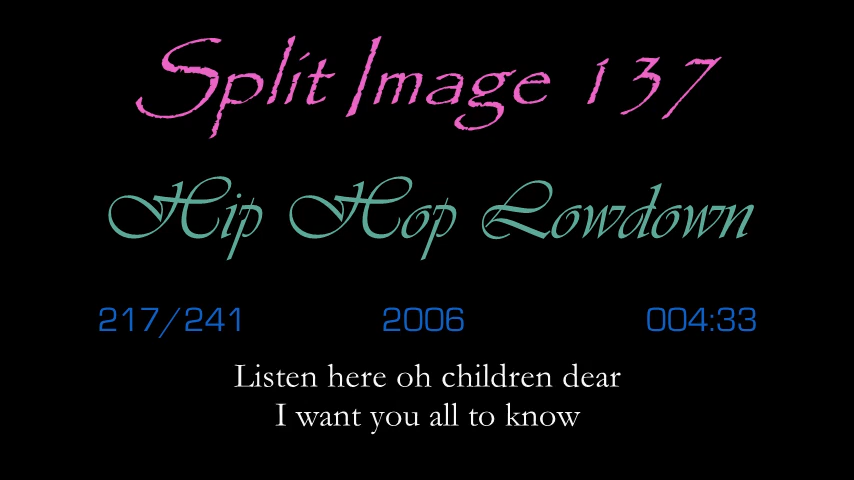 Split Image 137
Hip Hop Lowdown
217/241 2006 004:33
Listen here oh children dear
I want you all to know